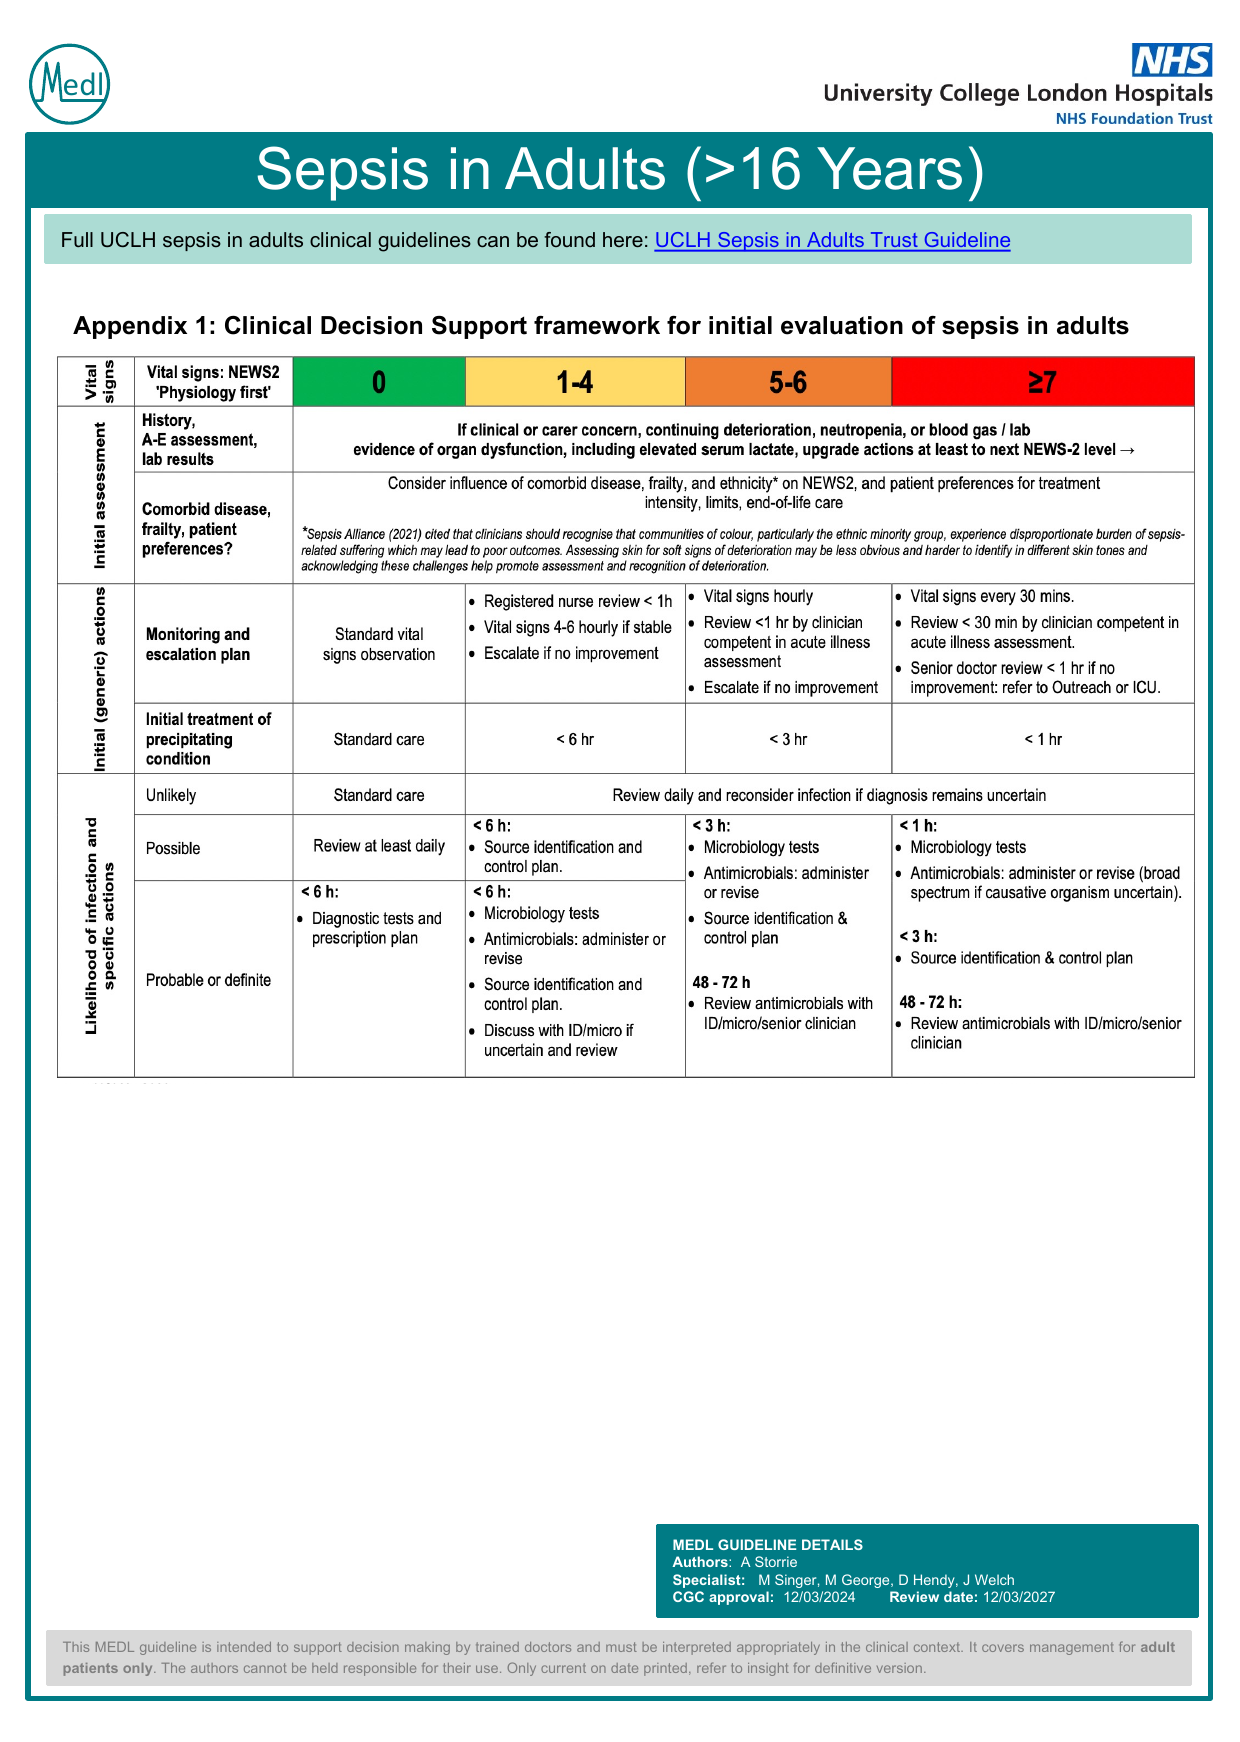 Medl
NHS
University College London Hospitals
NHS Foundation Trust
Sepsis in Adults (>16 Years)
Full UCLH sepsis in adults clinical guidelines can be found here: UCLH Sepsis in Adults Trust Guideline
Appendix 1: Clinical Decision Support framework for initial evaluation of sepsis in adults
Vital
signs
Vital signs: NEWS2
'Physiology first'
0
1-4
5-6
≥7
Initial assessment
History,
A-E assessment,
lab results
If clinical or carer concern, continuing deterioration, neutropenia, or blood gas / lab
evidence of organ dysfunction, including elevated serum lactate, upgrade actions at least to next NEWS-2 level →
Comorbid disease,
frailty, patient
preferences?
Consider influence of comorbid disease, frailty, and ethnicity* on NEWS2, and patient preferences for treatment
intensity, limits, end-of-life care
*Sepsis Alliance (2021) cited that clinicians should recognise that communities of colour, particularly the ethnic minority group, experience disproportionate burden of sepsis-
related suffering which may lead to poor outcomes. Assessing skin for soft signs of deterioration may be less obvious and harder to identify in different skin tones and
acknowledging these challenges help promote assessment and recognition of deterioration.
Initial (generic) actions
Monitoring and
escalation plan
Standard vital
signs observation
• Registered nurse review < 1h
• Vital signs 4-6 hourly if stable
• Escalate if no improvement
• Vital signs hourly
• Review <1 hr by clinician
competent in acute illness
assessment
• Escalate if no improvement
• Vital signs every 30 mins.
• Review < 30 min by clinician competent in
acute illness assessment.
• Senior doctor review < 1 hr if no
improvement: refer to Outreach or ICU.
Initial treatment of
precipitating
condition
Standard care
< 6 hr
< 3 hr
< 1 hr
Likelihood of infection and
specific actions
Unlikely
Standard care
Review daily and reconsider infection if diagnosis remains uncertain
Possible
Review at least daily
< 6 h:
• Source identification and
control plan.
< 3 h:
• Microbiology tests
• Antimicrobials: administer
or revise
• Source identification &
control plan
48 - 72 h
• Review antimicrobials with
ID/micro/senior clinician
< 1 h:
• Microbiology tests
• Antimicrobials: administer or revise (broad
spectrum if causative organism uncertain).
< 3 h:
• Source identification & control plan
48 - 72 h:
• Review antimicrobials with ID/micro/senior
clinician
Probable or definite
< 6 h:
• Diagnostic tests and
prescription plan
< 6 h:
• Microbiology tests
• Antimicrobials: administer or
revise
• Source identification and
control plan.
• Discuss with ID/micro if
uncertain and review
MEDL GUIDELINE DETAILS
Authors: A Storrie
Specialist: M Singer, M George, D Hendy, J Welch
CGC approval: 12/03/2024 Review date: 12/03/2027
This MEDL guideline is intended to support decision making by trained doctors and must be interpreted appropriately in the clinical context. It covers management for adult
patients only. The authors cannot be held responsible for their use. Only current on date printed, refer to insight for definitive version.